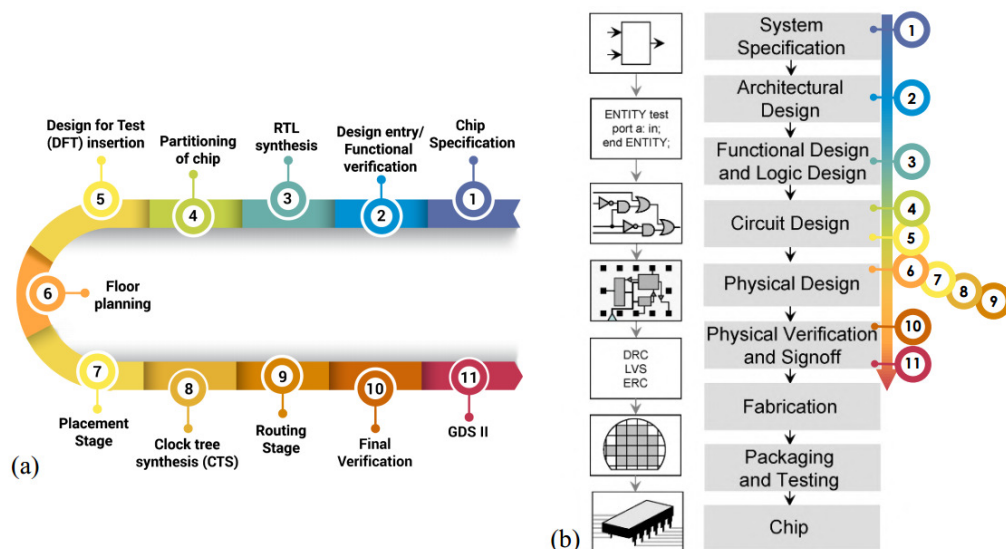 Design for Test
(DFT) insertion
Partitioning
of chip
RTL
synthesis
Design entry/
Functional
verification
Chip
Specification
5
4
3
2
1
6
Floor
planning
7
8
9
10
11
Placement
Stage
Clock tree
synthesis (CTS)
Routing
Stage
Final
Verification
GDS II
(a)
ENTITY test
port a: in;
end ENTITY;
DRC
LVS
ERC
System
Specification
Architectural
Design
Functional Design
and Logic Design
Circuit Design
Physical Design
Physical Verification
and Signoff
Fabrication
Packaging
and Testing
Chip
1
2
3
4
5
6
7
8
9
10
11
(b)